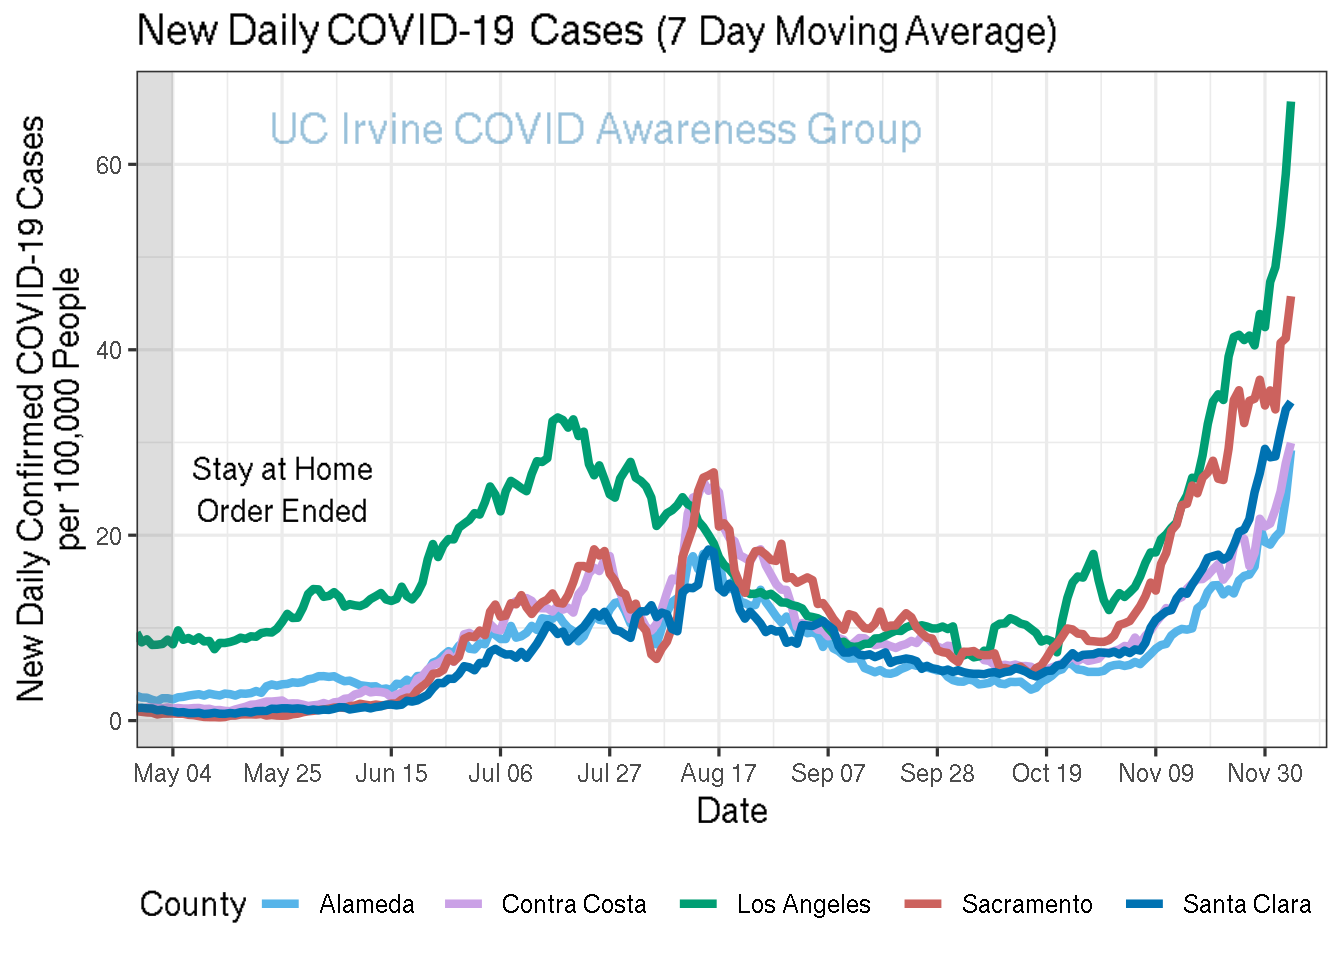 New Daily COVID-19 Cases (7 Day Moving Average)
UC Irvine COVID Awareness Group
New Daily Confirmed COVID-19 Cases
per 100,000 People
60
40
20
0
Stay at Home
Order Ended
May 04 May 25 Jun 15 Jul 06 Jul 27 Aug 17 Sep 07 Sep 28 Oct 19 Nov 09 Nov 30
Date
County Alameda Contra Costa Los Angeles Sacramento Santa Clara